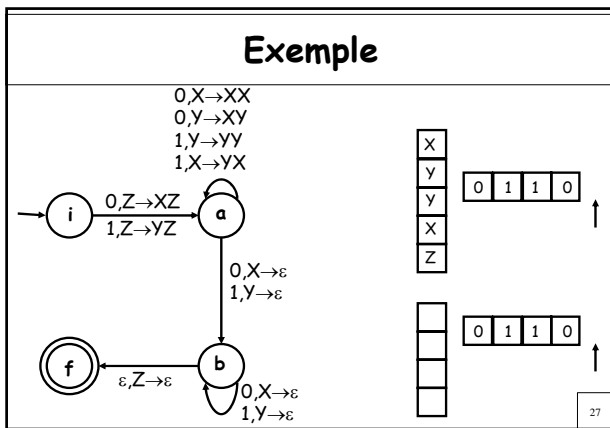 Exemple
0,X→XX
0,Y→XY
1,Y→YY
1,X→YX
i
0,Z→XZ
1,Z→YZ
a
0,X→ε
1,Y→ε
f
ε,Z→ε
b
0,X→ε
1,Y→ε
X
Y
Y
X
Z
0 1 1 0
0 1 1 0
27